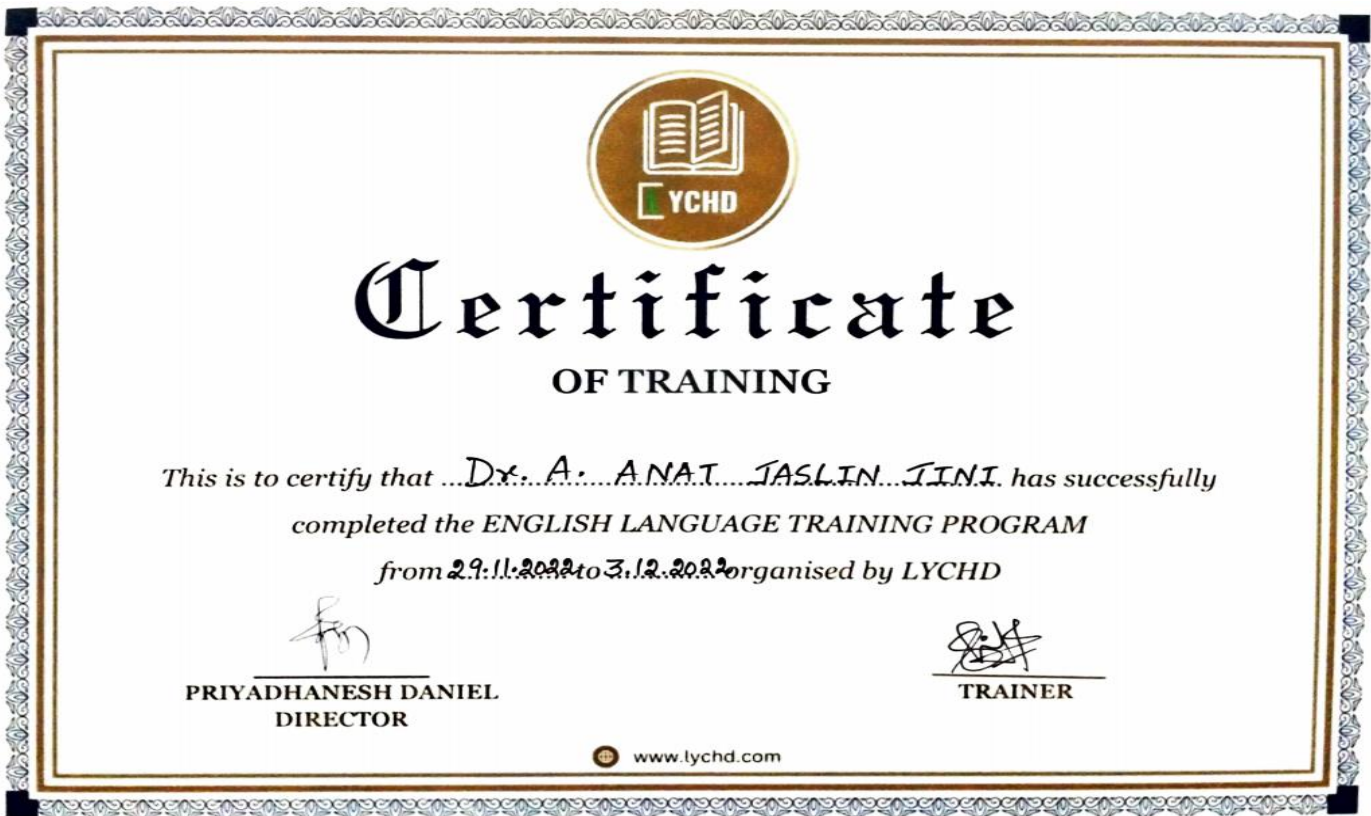 LYCHD
Certificate
OF TRAINING
This is to certify that ...Dr. A. ANAT JASLIN JINI. has successfully
completed the ENGLISH LANGUAGE TRAINING PROGRAM
from 29.11.2022 to 3.12.2022 organised by LYCHD
PRIYADHANESH DANIEL
DIRECTOR
TRAINER
www.lychd.com